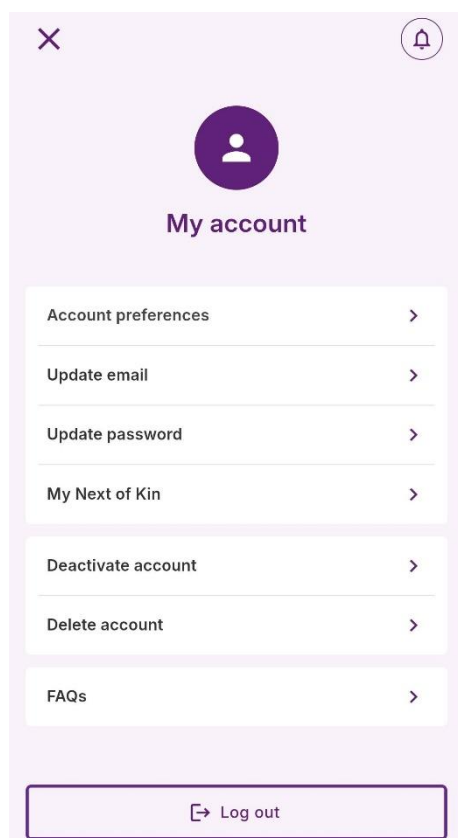 My account
Account preferences
Update email
Update password
My Next of Kin
Deactivate account
Delete account
FAQs
Log out